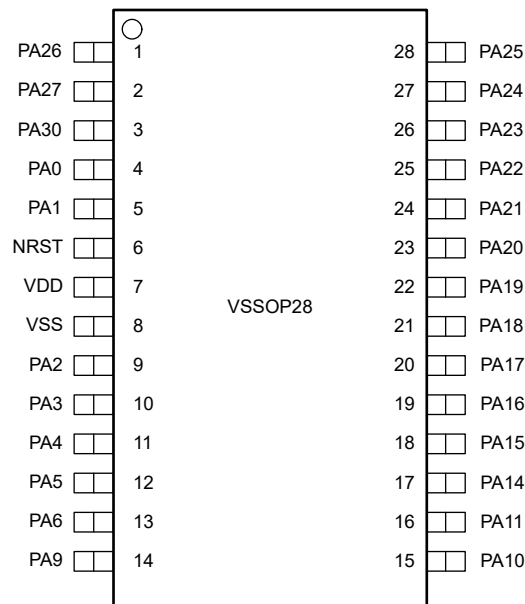 PA26 1 28 PA25
PA27 2 27 PA24
PA30 3 26 PA23
PA0 4 25 PA22
PA1 5 24 PA21
NRST 6 23 PA20
VDD 7 22 PA19
VSSOP28
VSS 8 21 PA18
PA2 9 20 PA17
PA3 10 19 PA16
PA4 11 18 PA15
PA5 12 17 PA14
PA6 13 16 PA11
PA9 14 15 PA10